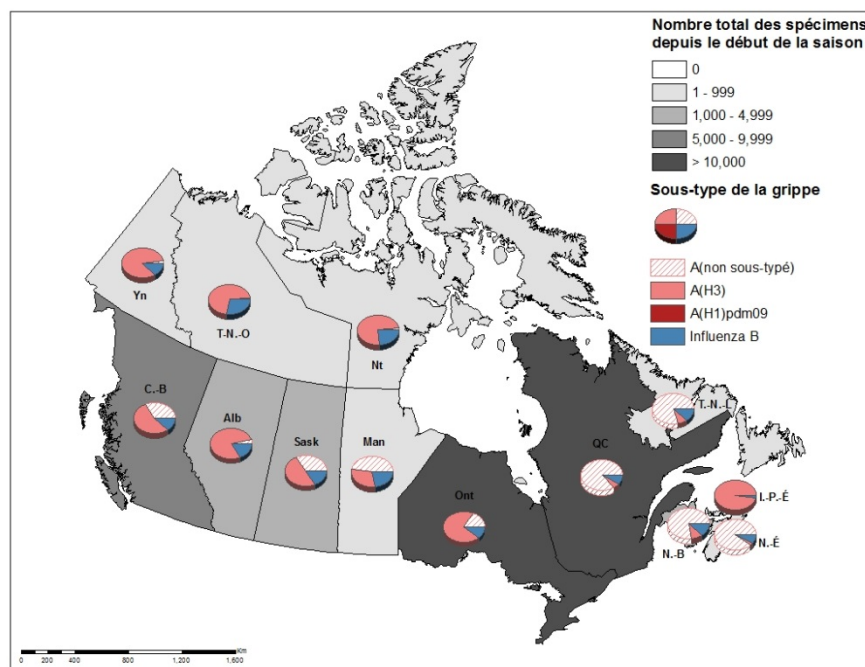 Nombre total des spécimens
depuis le début de la saison
0
1 - 999
1,000 - 4,999
5,000 - 9,999
> 10,000
Sous-type de la grippe
A(non sous-typé)
A(H3)
A(H1)pdm09
Influenza B
Yn
T-N.-O
Nt
C.-B
Alb
Sask
Man
Ont
QC
T.-N.-L
I.-P.-É
N.-B
N.-É
0 200 400 800 1,200 1,600
Km